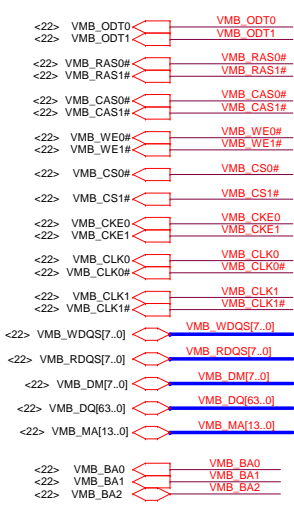 <22> VMB_ODT0 VMB_ODT0
<22> VMB_ODT1 VMB_ODT1
<22> VMB_RAS0# VMB_RAS0#
<22> VMB_RAS1# VMB_RAS1#
<22> VMB_CAS0# VMB_CAS0#
<22> VMB_CAS1# VMB_CAS1#
<22> VMB_WE0# VMB_WE0#
<22> VMB_WE1# VMB_WE1#
<22> VMB_CS0# VMB_CS0#
<22> VMB_CS1# VMB_CS1#
<22> VMB_CKE0 VMB_CKE0
<22> VMB_CKE1 VMB_CKE1
<22> VMB_CLK0 VMB_CLK0
<22> VMB_CLK0# VMB_CLK0#
<22> VMB_CLK1 VMB_CLK1
<22> VMB_CLK1# VMB_CLK1#
<22> VMB_WDQS[7..0] VMB_WDQS[7..0]
<22> VMB_RDQS[7..0] VMB_RDQS[7..0]
<22> VMB_DM[7..0] VMB_DM[7..0]
<22> VMB_DQ[63..0] VMB_DQ[63..0]
<22> VMB_MA[13..0] VMB_MA[13..0]
<22> VMB_BA0 VMB_BA0
<22> VMB_BA1 VMB_BA1
<22> VMB_BA2 VMB_BA2